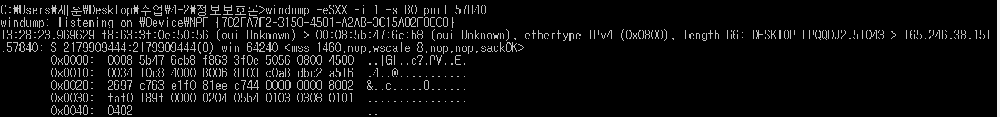 C:₩Users₩세훈₩Desktop₩수업₩4-2₩정보보호론>windump -eSXX -i 1 -s 80 port 57840
windump: listening on ₩Device₩NPF_{7D2FA7F2-3150-45D1-A2AB-3C15A02FDECD}
13:28:23.969629 f8:63:3f:0e:50:56 (oui Unknown) > 00:08:5b:47:6c:b8 (oui Unknown), ethertype IPv4 (0x0800), length 66: DESKTOP-LPQQDJ2.51043 > 165.246.38.151
.57840: S 2179909444:2179909444(0) win 64240 <mss 1460,nop,wscale 8,nop,nop,sackOK>
0x0000: 0008 5b47 6cb8 f863 3f0e 5056 0800 4500 ..[Gl..c?.PV..E.
0x0010: 0034 10c8 4000 8006 8103 c0a8 dbc2 a5f6 .4..@...........
0x0020: 2697 c763 e1f0 81ee c744 0000 0000 8002 &..c.....D......
0x0030: faf0 189f 0000 0204 05b4 0103 0308 0101 ................
0x0040: 0402 ..